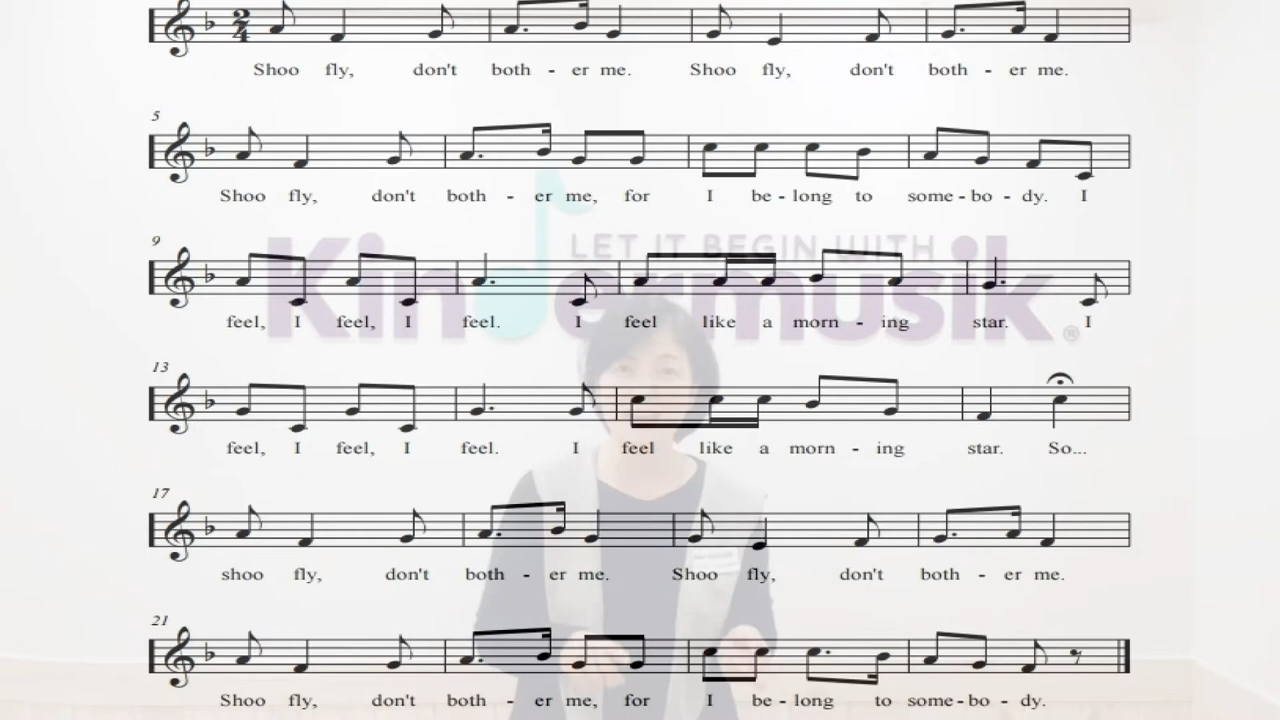 2
4
Shoo fly, don't both - er me. Shoo fly, don't both - er me.
5
Shoo fly, don't both - er me, for I be - long to some - bo - dy. I
LET IT BEGIN WITH
9
Kindermusik®
feel, I feel, I feel. I feel like a morn - ing star. I
13
feel, I feel, I feel. I feel like a morn - ing star. So...
17
shoo fly, don't both - er me. Shoo fly, don't both - er me.
21
Shoo fly, don't both - er me, for I be - long to some - bo - dy.